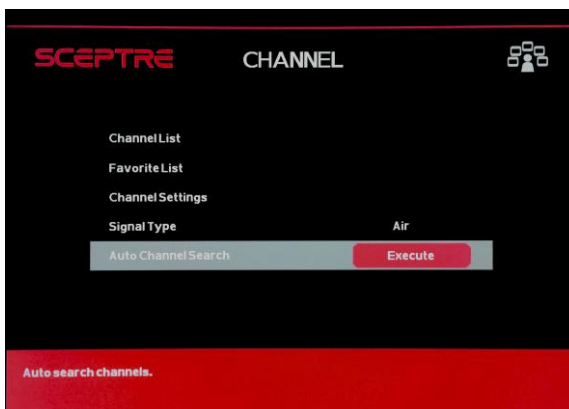 SCEPTRE CHANNEL
Channel List
Favorite List
Channel Settings
Signal Type Air
Auto Channel Search Execute
Auto search channels.